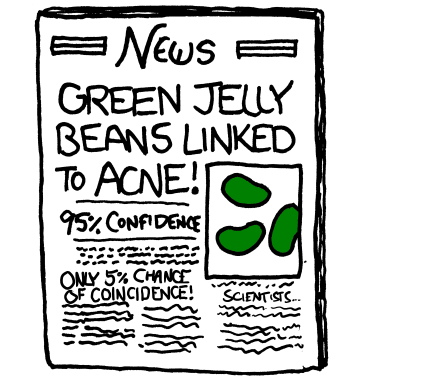 NEWS
GREEN JELLY
BEANS LINKED
TO ACNE!
95% CONFIDENCE
ONLY 5% CHANCE
OF COINCIDENCE!
SCIENTISTS...